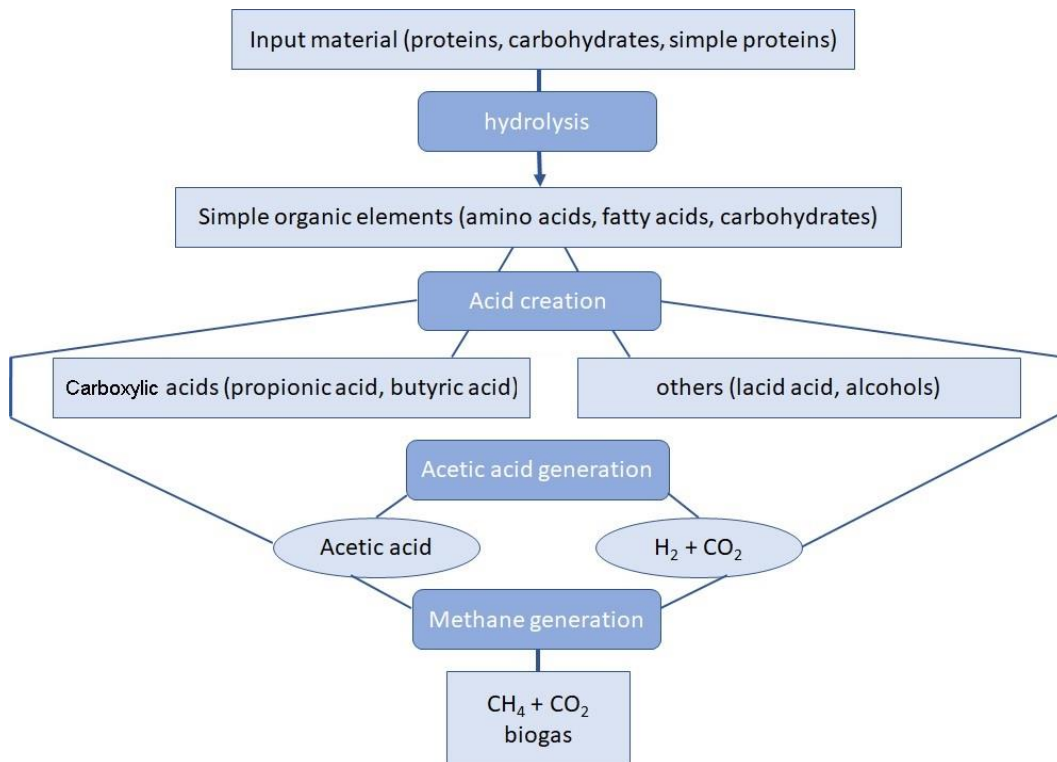 Input material (proteins, carbohydrates, simple proteins)
hydrolysis
Simple organic elements (amino acids, fatty acids, carbohydrates)
Acid creation
Carboxylic acids (propionic acid, butyric acid)
others (lacid acid, alcohols)
Acetic acid generation
Acetic acid
H₂ + CO₂
Methane generation
CH₄ + CO₂
biogas